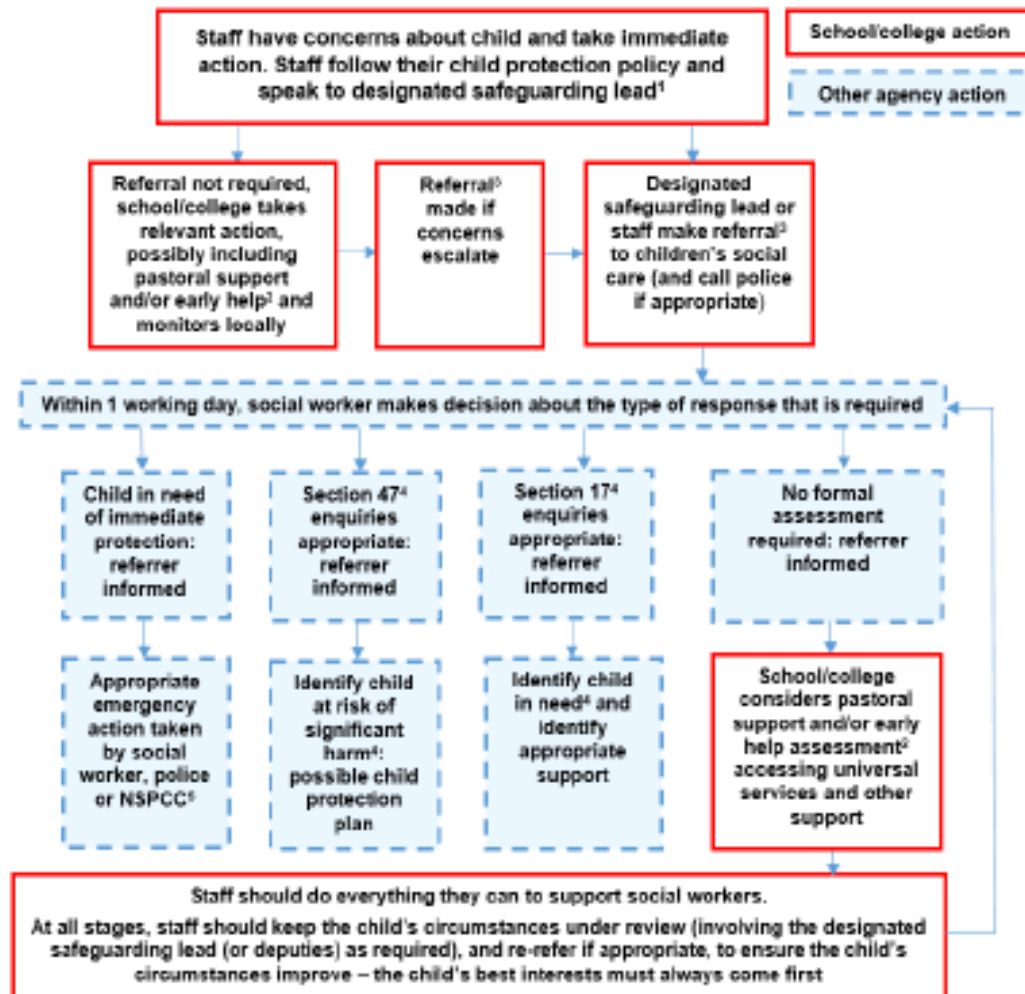 Staff have concerns about child and take immediate
action. Staff follow their child protection policy and
speak to designated safeguarding lead¹
School/college action
Other agency action
Referral not required,
school/college takes
relevant action,
possibly including
pastoral support
and/or early help² and
monitors locally
Referral³
made if
concerns
escalate
Designated
safeguarding lead or
staff make referral³
to children's social
care (and call police
if appropriate)
Within 1 working day, social worker makes decision about the type of response that is required
Child in need
of immediate
protection:
referrer
informed
Section 47⁴
enquiries
appropriate:
referrer
informed
Section 17⁴
enquiries
appropriate:
referrer
informed
No formal
assessment
required: referrer
informed
Appropriate
emergency
action taken
by social
worker, police
or NSPCC⁵
Identify child
at risk of
significant
harm⁴:
possible child
protection
plan
Identify child
in need⁴ and
identify
appropriate
support
School/college
considers pastoral
support and/or early
help assessment²
accessing universal
services and other
support
Staff should do everything they can to support social workers.
At all stages, staff should keep the child's circumstances under review (involving the designated
safeguarding lead (or deputies) as required), and re-refer if appropriate, to ensure the child's
circumstances improve – the child's best interests must always come first